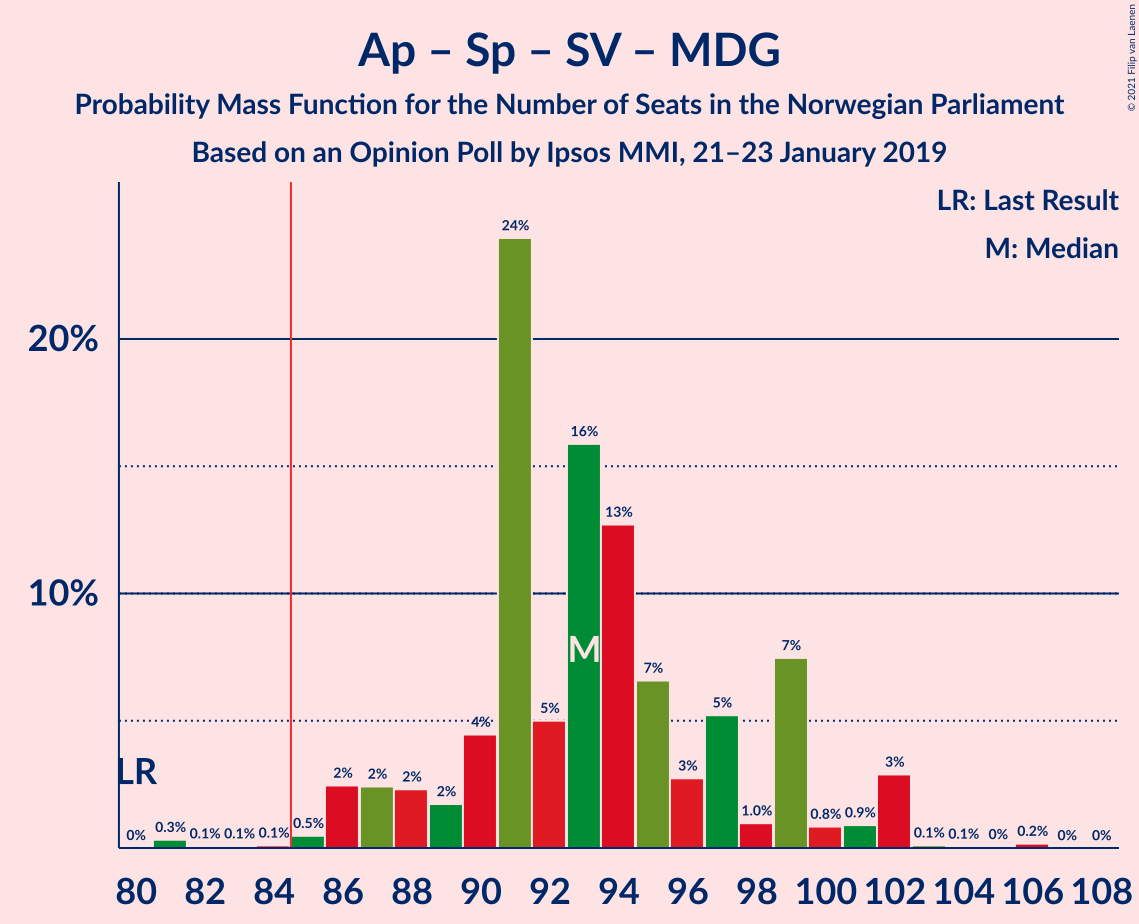 Ap – Sp – SV – MDG
Probability Mass Function for the Number of Seats in the Norwegian Parliament
Based on an Opinion Poll by Ipsos MMI, 21–23 January 2019
© 2021 Filip van Laenen
LR: Last Result
M: Median
20%
10%
LR
M
0% 0.3% 0.1% 0.1% 0.1% 0.5% 2% 2% 2% 2% 4% 24% 5% 16% 13% 7% 3% 5% 1.0% 7% 0.8% 0.9% 3% 0.1% 0.1% 0% 0.2% 0% 0%
80 82 84 86 88 90 92 94 96 98 100 102 104 106 108